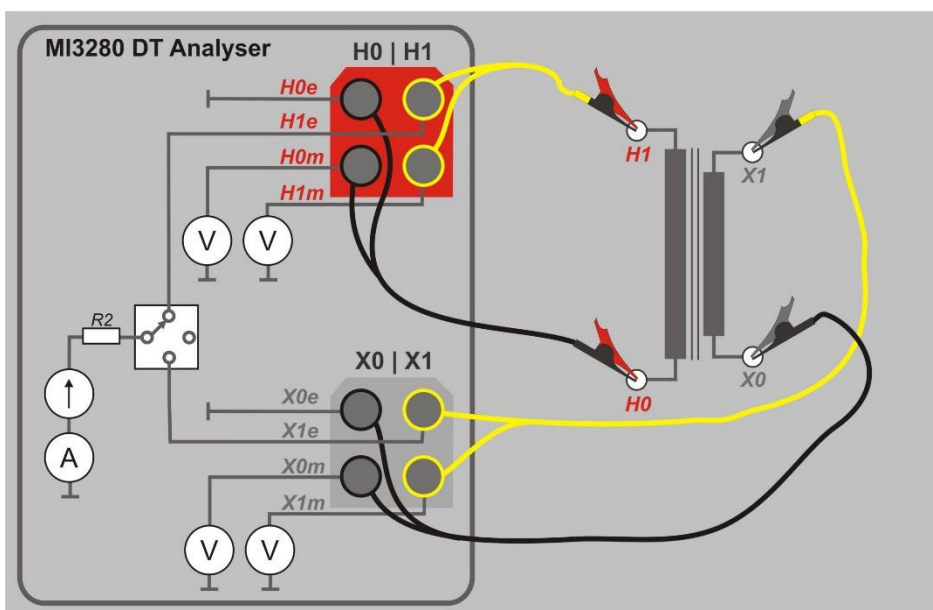 MI3280 DT Analyser
H0 | H1
H0e
H1e
H0m
H1m
V
V
H1
X1
R2
A
X0 | X1
X0e
X1e
X0m
X1m
V
V
H0
X0